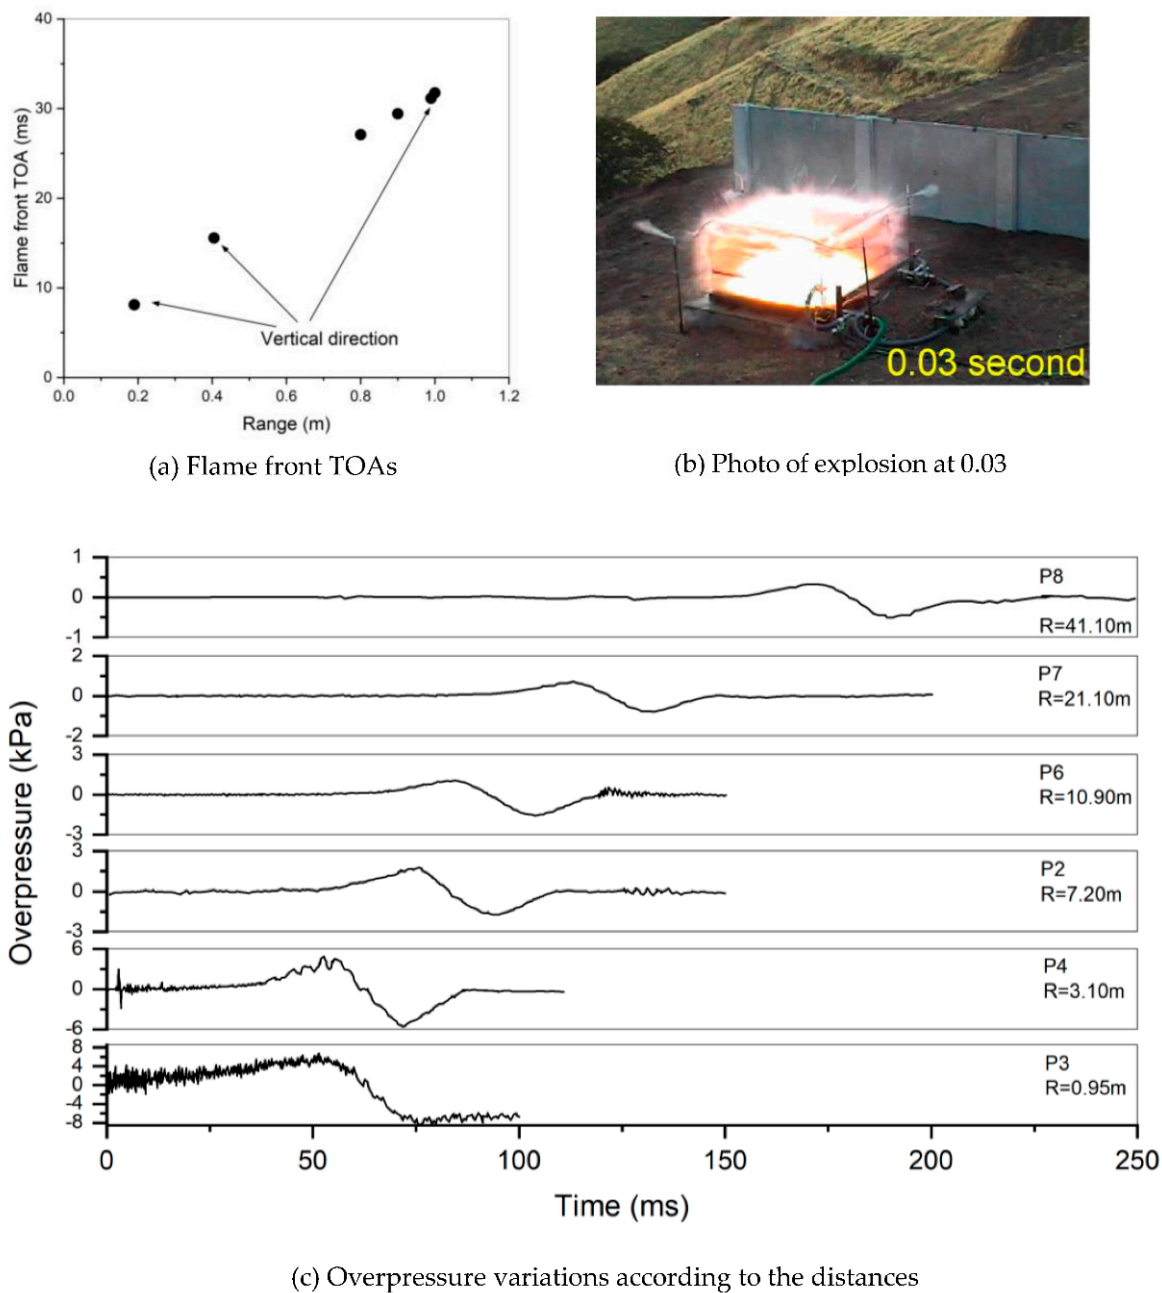 40
30
20
10
0
Flame front TOA (ms)
Vertical direction
0.0 0.2 0.4 0.6 0.8 1.0 1.2
Range (m)
(a) Flame front TOAs
0.03 second
(b) Photo of explosion at 0.03
Overpressure (kPa)
1
0
-1
P8
R=41.10m
2
0
-2
P7
R=21.10m
3
0
-3
P6
R=10.90m
3
0
-3
P2
R=7.20m
6
0
-6
P4
R=3.10m
8
4
0
-4
-8
P3
R=0.95m
0 50 100 150 200 250
Time (ms)
(c) Overpressure variations according to the distances